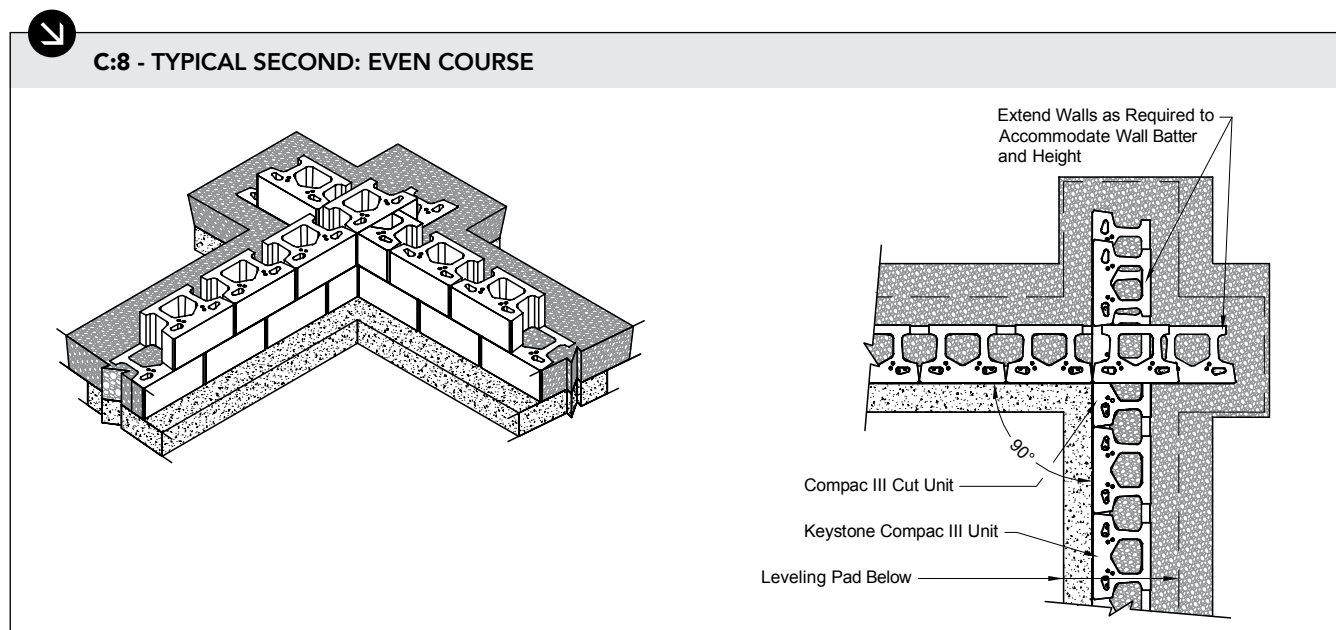 C:8 - TYPICAL SECOND: EVEN COURSE
Extend Walls as Required to
Accommodate Wall Batter
and Height
90°
Compac III Cut Unit
Keystone Compac III Unit
Leveling Pad Below